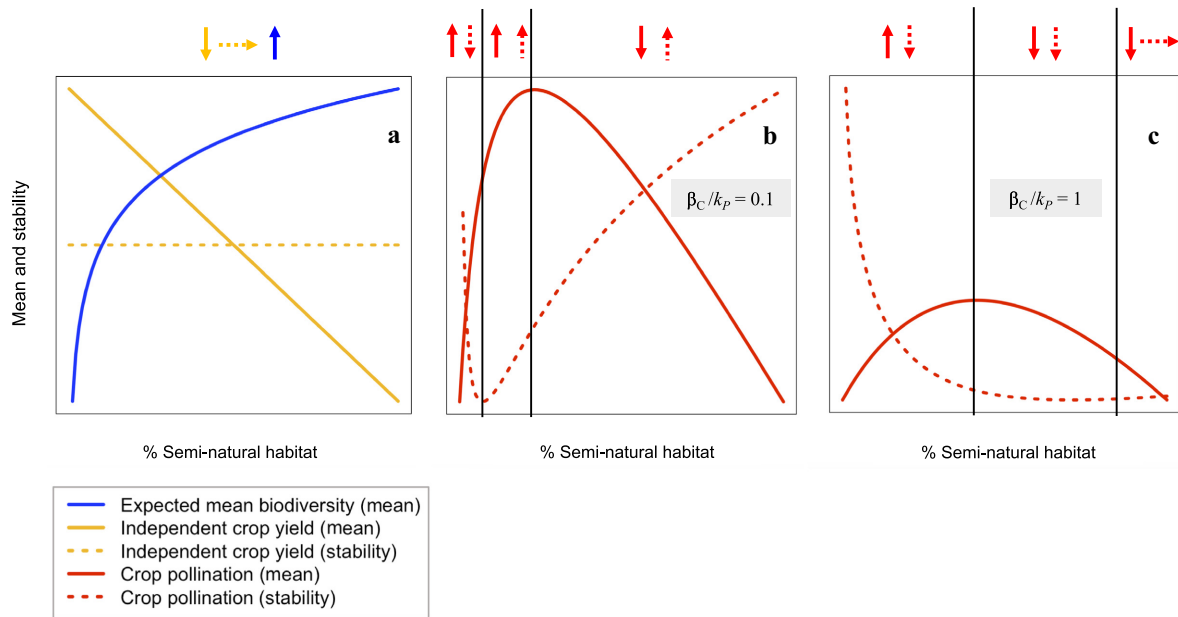 a
b
c
β_C/k_P = 0.1
β_C/k_P = 1
Mean and stability
% Semi-natural habitat
% Semi-natural habitat
% Semi-natural habitat
Expected mean biodiversity (mean)
Independent crop yield (mean)
Independent crop yield (stability)
Crop pollination (mean)
Crop pollination (stability)